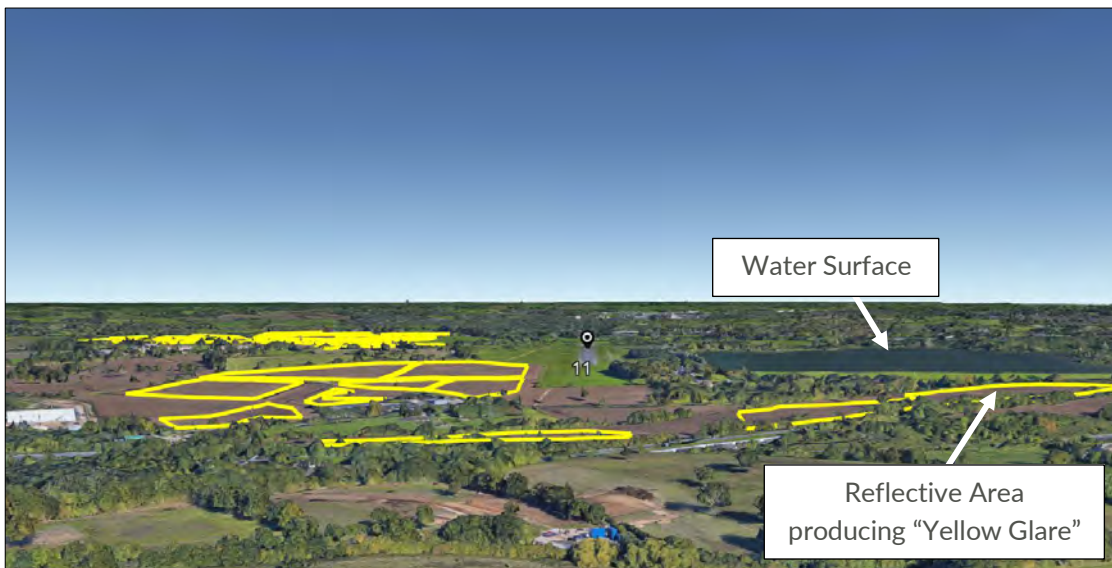 Water Surface
11
Reflective Area
producing “Yellow Glare”